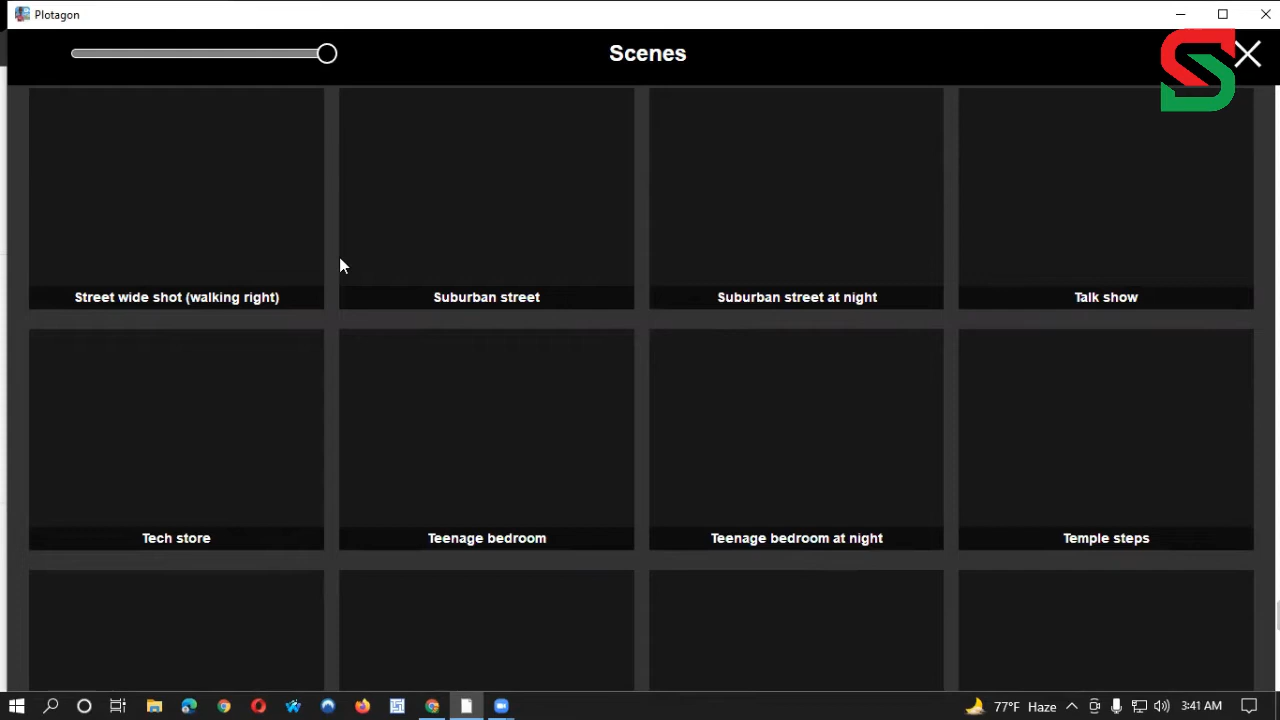 Plotagon
Scenes
S
Street wide shot (walking right)
Suburban street
Suburban street at night
Talk show
Tech store
Teenage bedroom
Teenage bedroom at night
Temple steps
77°F Haze
3:41 AM